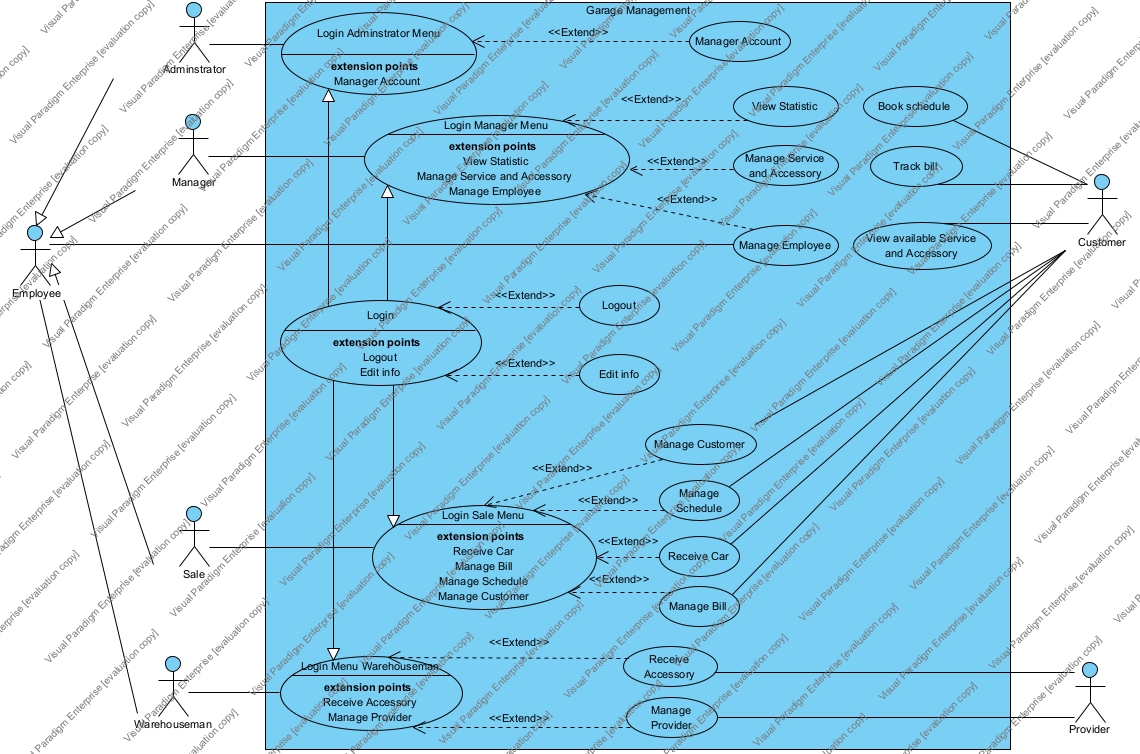 Garage Management
Adminstrator
Login Adminstrator Menu
extension points
Manager Account
<<Extend>>
Manager Account
Manager
Login Manager Menu
extension points
View Statistic
Manage Service and Accessory
Manage Employee
<<Extend>>
View Statistic
<<Extend>>
Manage Service
and Accessory
<<Extend>>
Manage Employee
Book schedule
Track bill
View available Service
and Accessory
Customer
Employee
Login
extension points
Logout
Edit info
<<Extend>>
Logout
<<Extend>>
Edit info
Manage Customer
<<Extend>>
Manage
Schedule
<<Extend>>
Sale
Login Sale Menu
extension points
Receive Car
Manage Bill
Manage Schedule
Manage Customer
<<Extend>>
Receive Car
<<Extend>>
Manage Bill
Warehouseman
Login Menu Warehouseman
extension points
Receive Accessory
Manage Provider
<<Extend>>
Receive
Accessory
<<Extend>>
Manage
Provider
Provider
Visual Paradigm Enterprise [evaluation copy]